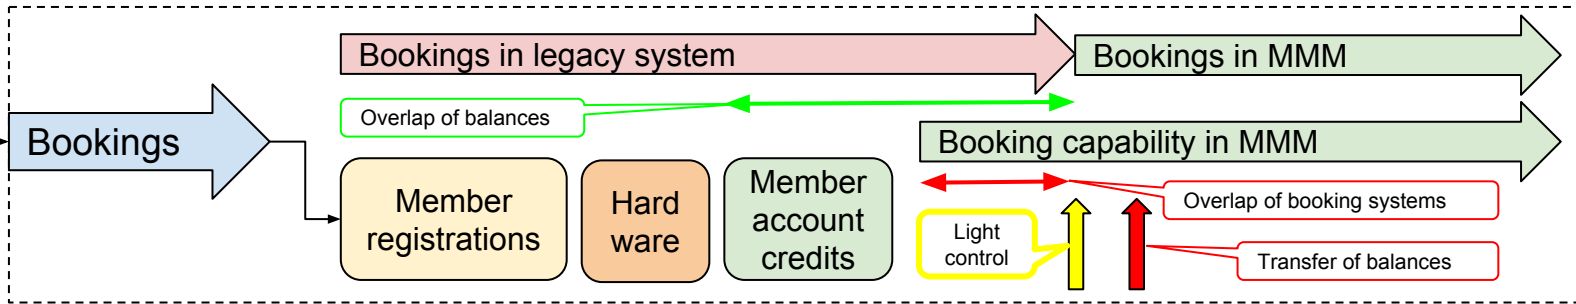 Bookings in legacy system
Bookings in MMM
Overlap of balances
Bookings
Booking capability in MMM
Member
registrations
Hard
ware
Member
account
credits
Overlap of booking systems
Light
control
Transfer of balances